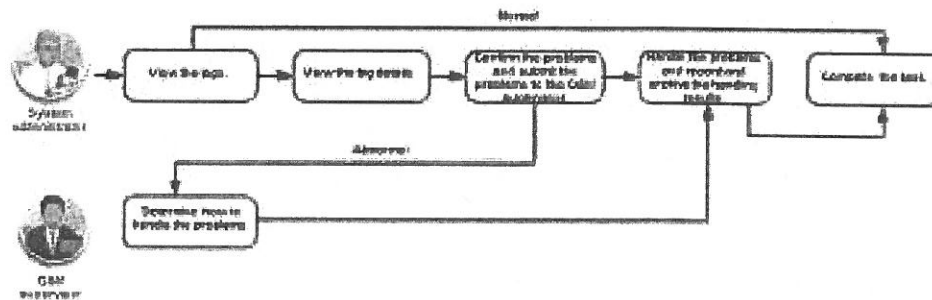 Normal
View the logs.
View the log details
Confirm the problems
and submit the
problems to the O&M
supervisor
Handle the problems
and record and
archive the handling
results
Complete the task
System
administrator
Abnormal
Determine how to
handle the problems
O&M
supervisor